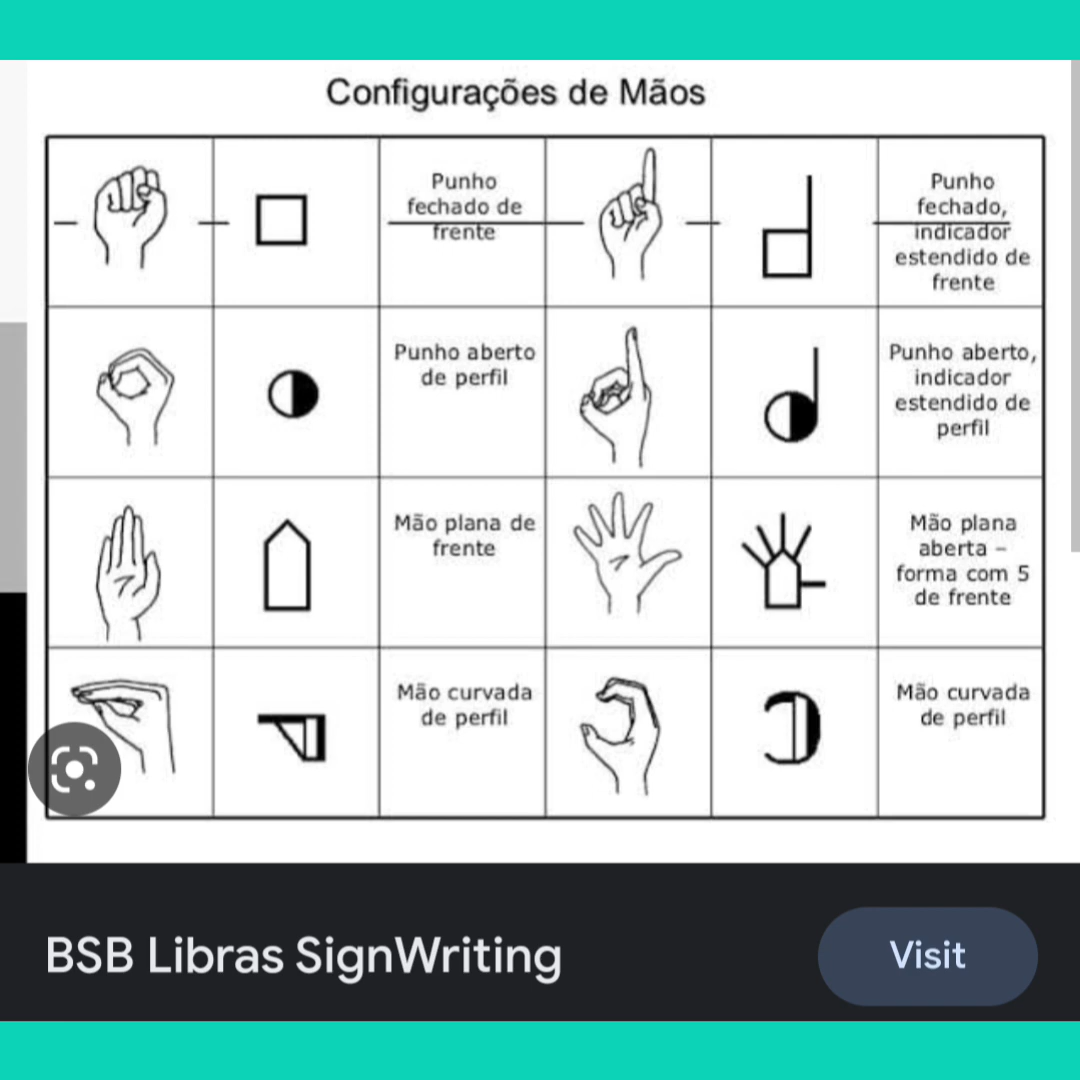 Configurações de Mãos
Punho
fechado de
frente
Punho
fechado,
indicador
estendido de
frente
Punho aberto
de perfil
Punho aberto,
indicador
estendido de
perfil
Mão plana de
frente
Mão plana
aberta –
forma com 5
de frente
Mão curvada
de perfil
Mão curvada
de perfil
BSB Libras SignWriting
Visit